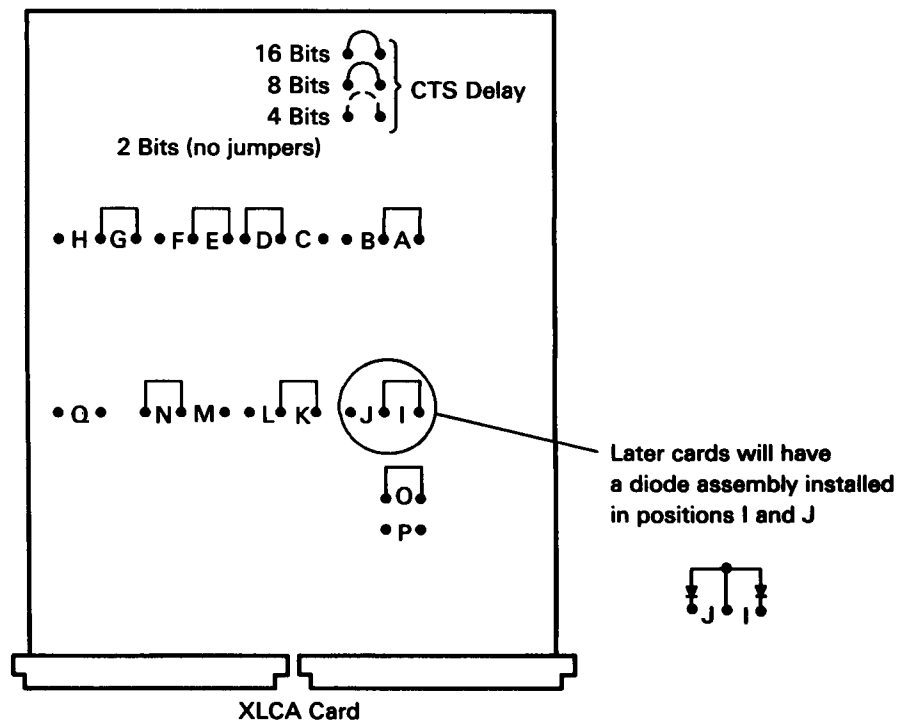 16 Bits
8 Bits
CTS Delay
4 Bits
2 Bits (no jumpers)
H G F E D C B A
Q N M L K J I
O
P
Later cards will have
a diode assembly installed
in positions I and J
J I
XLCA Card